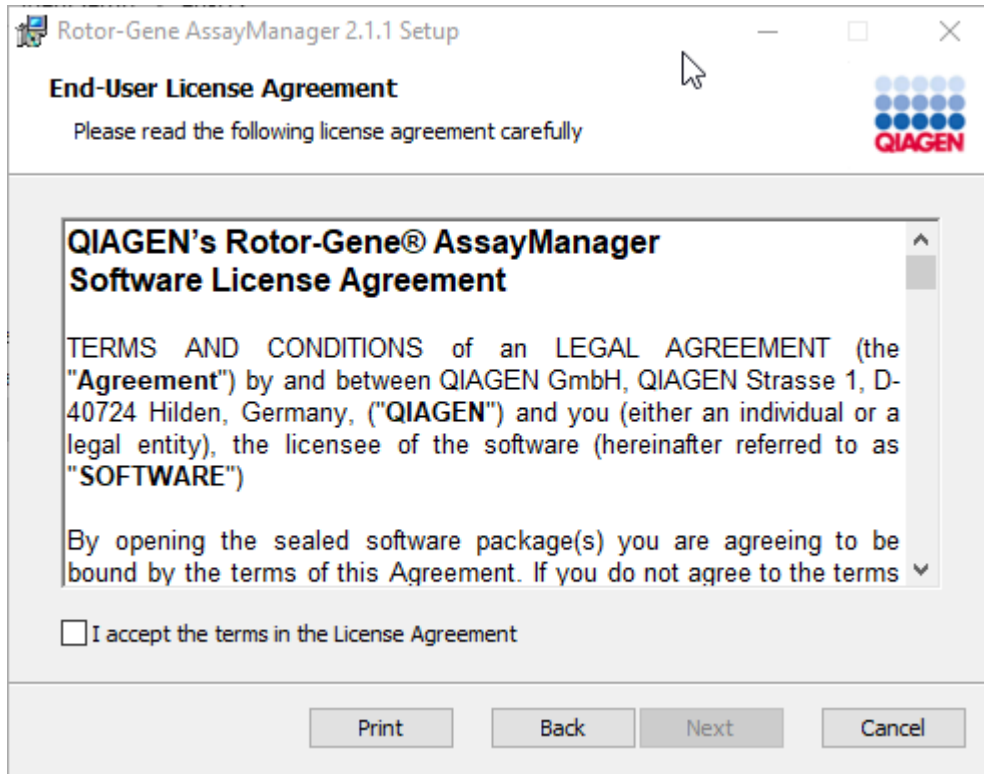 Rotor-Gene AssayManager 2.1.1 Setup
End-User License Agreement
Please read the following license agreement carefully
QIAGEN
QIAGEN’s Rotor-Gene® AssayManager
Software License Agreement
TERMS AND CONDITIONS of an LEGAL AGREEMENT (the
"Agreement") by and between QIAGEN GmbH, QIAGEN Strasse 1, D-
40724 Hilden, Germany, ("QIAGEN") and you (either an individual or a
legal entity), the licensee of the software (hereinafter referred to as
"SOFTWARE")
By opening the sealed software package(s) you are agreeing to be
bound by the terms of this Agreement. If you do not agree to the terms
I accept the terms in the License Agreement
Print
Back
Next
Cancel